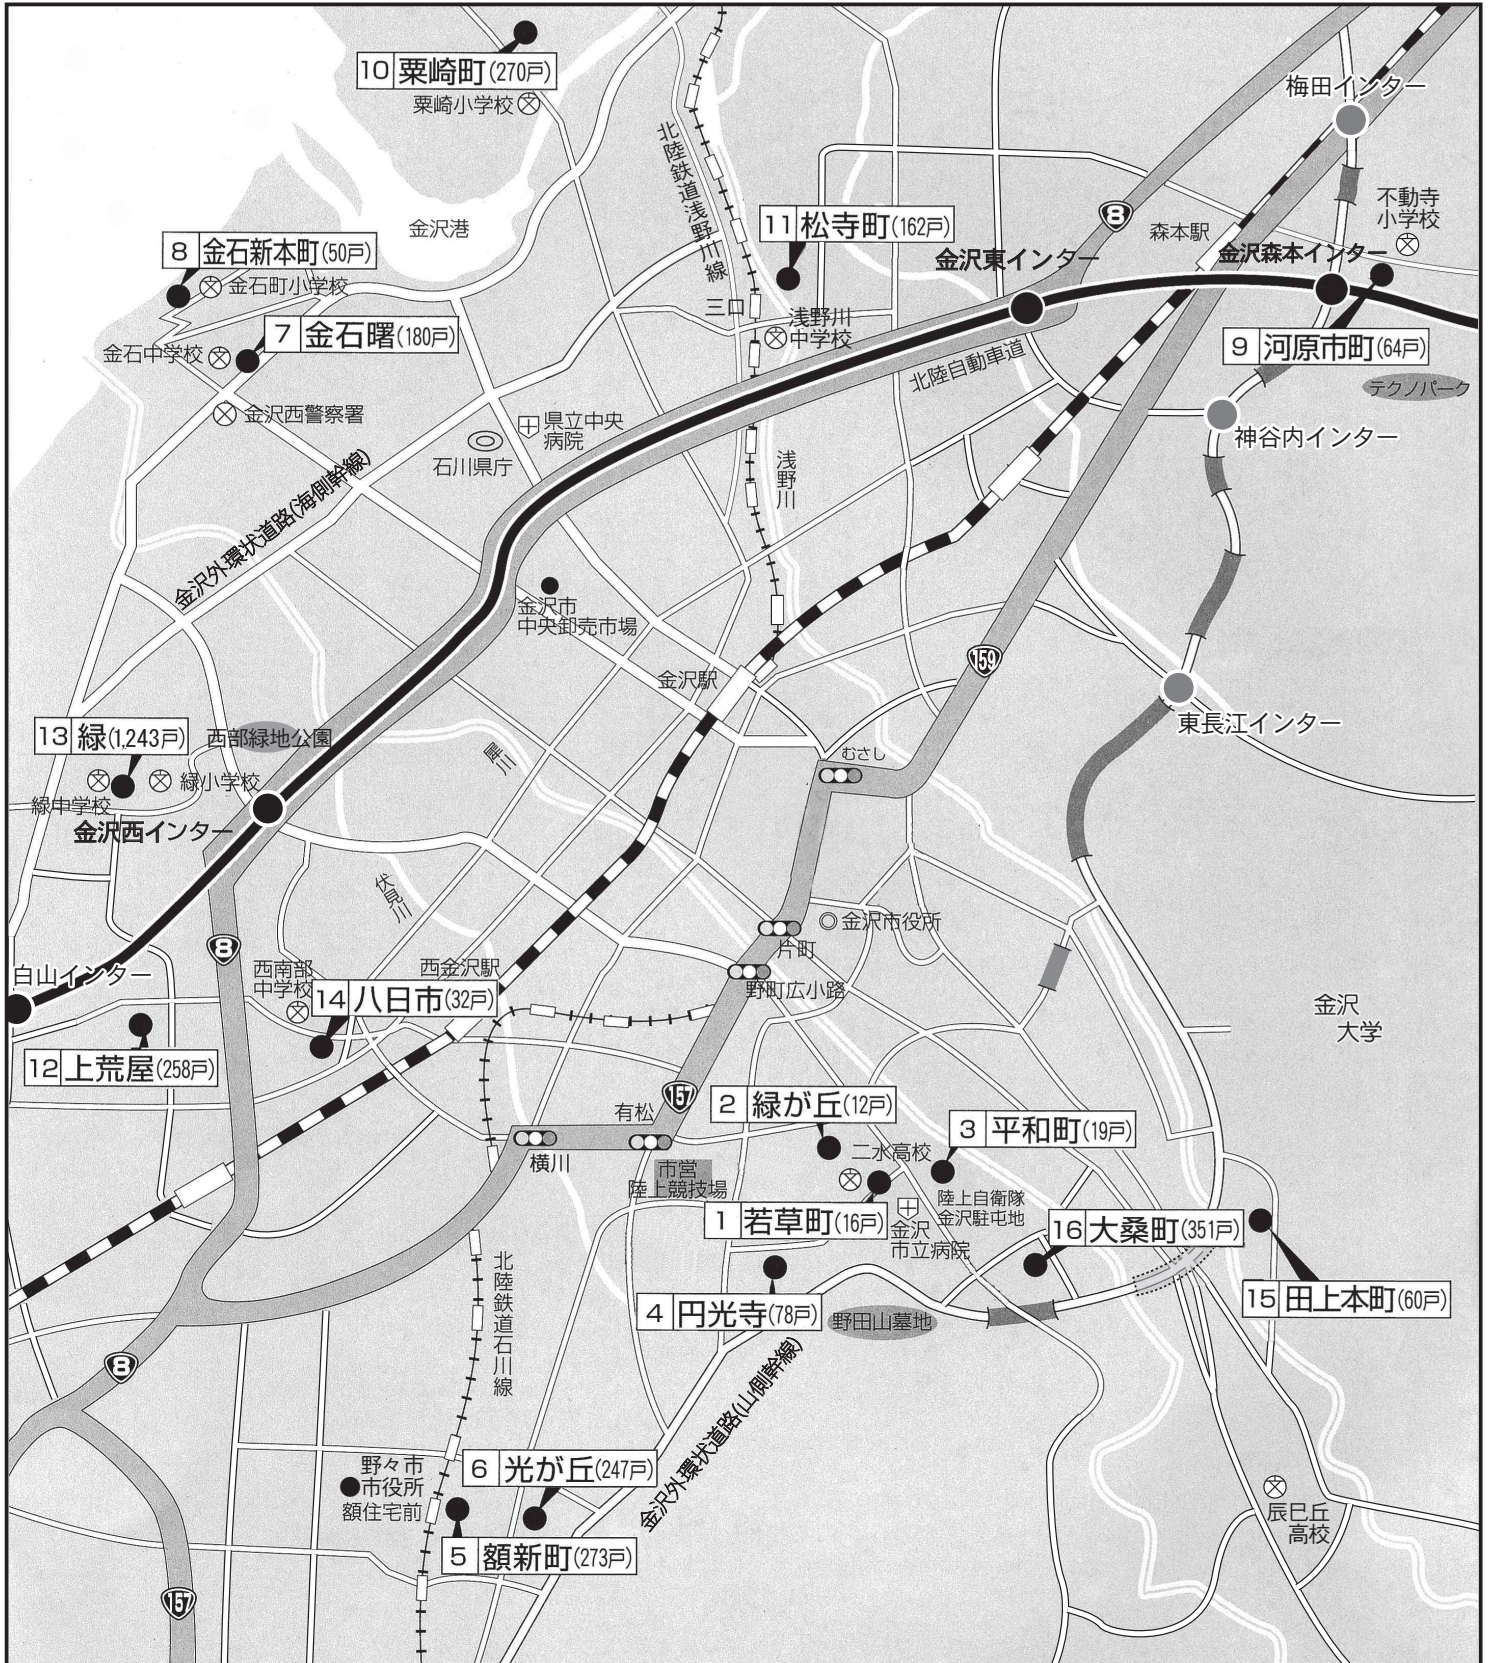 10 粟崎町(270戸)
粟崎小学校
北陸鉄道浅野川線
梅田インター
不動寺
小学校
8
森本駅
11 松寺町(162戸)
金沢港
8 金石新本町(50戸)
金石町小学校
金沢東インター
金沢森本インター
三口
浅野川
中学校
7 金石曙(180戸)
金石中学校
9 河原市町(64戸)
テクノパーク
北陸自動車道
金沢西警察署
県立中央
病院
石川県庁
神谷内インター
浅野川
金沢外環状道路(海側幹線)
金沢市
中央卸売市場
159
金沢駅
東長江インター
13 緑(1,243戸)
西部緑地公園
犀川
むさし
緑小学校
緑中学校
金沢西インター
伏見川
金沢市役所
片町
8
白山インター
西南部
中学校
西金沢駅
野町広小路
14 八日市(32戸)
金沢
大学
12 上荒屋(258戸)
157
有松
2 緑が丘(12戸)
3 平和町(19戸)
二水高校
横川
市営
陸上競技場
陸上自衛隊
金沢駐屯地
1 若草町(16戸)
金沢
市立病院
16 大桑町(351戸)
北陸鉄道石川線
15 田上本町(60戸)
4 円光寺(78戸)
野田山墓地
8
金沢外環状道路(山側幹線)
6 光が丘(247戸)
野々市
市役所
額住宅前
辰巳丘
高校
5 額新町(273戸)
157